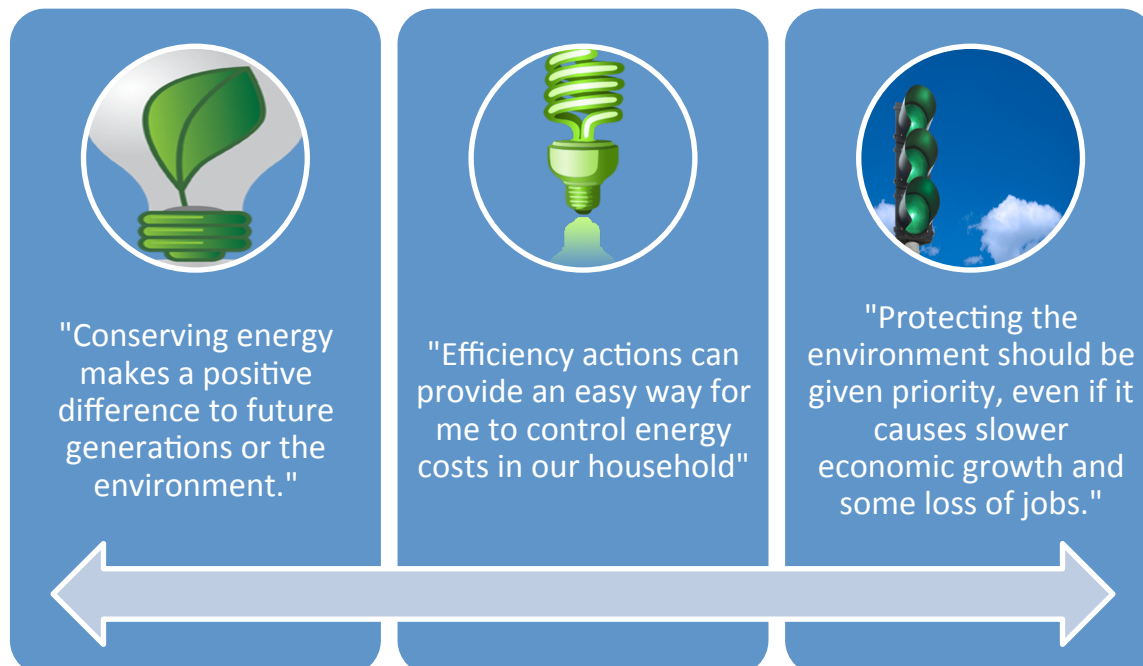 "Conserving energy
makes a positive
difference to future
generations or the
environment."
"Efficiency actions can
provide an easy way for
me to control energy
costs in our household"
"Protecting the
environment should be
given priority, even if it
causes slower
economic growth and
some loss of jobs."